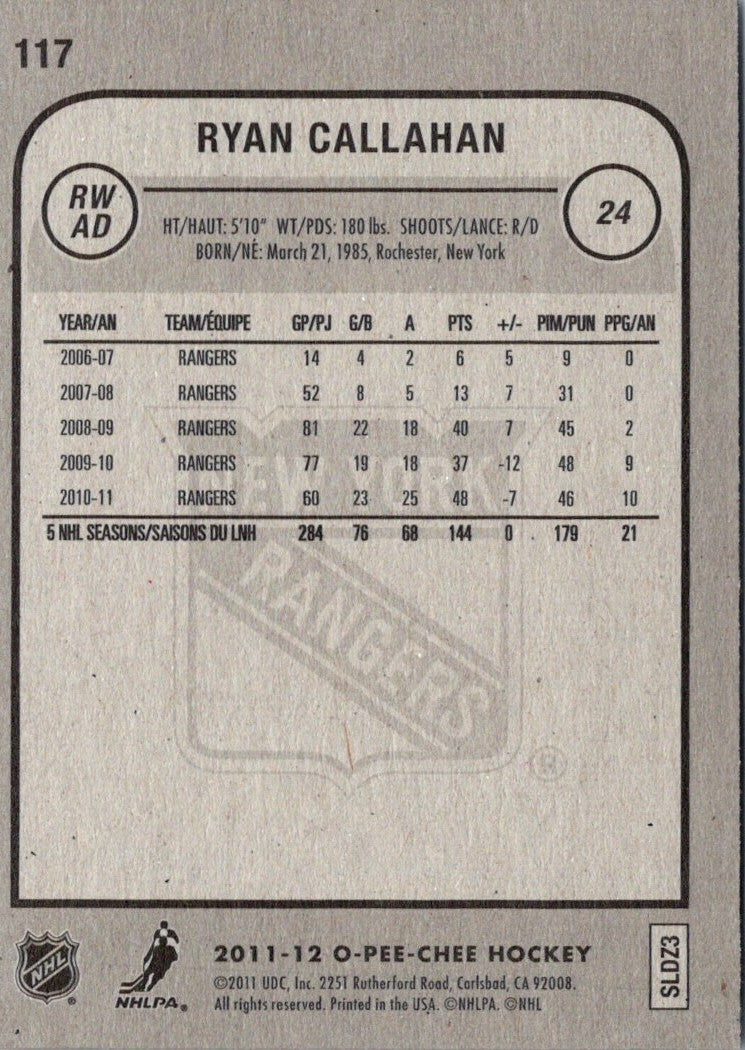 117
RYAN CALLAHAN
RW
AD
HT/HAUT: 5'10" WT/PDS: 180 lbs. SHOOTS/LANCE: R/D
BORN/NÉ: March 21, 1985, Rochester, New York
24
YEAR/AN TEAM/ÉQUIPE GP/PJ G/B A PTS +/- PIM/PUN PPG/AN
2006-07 RANGERS 14 4 2 6 5 9 0
2007-08 RANGERS 52 8 5 13 7 31 0
2008-09 RANGERS 81 22 18 40 7 45 2
2009-10 RANGERS 77 19 18 37 -12 48 9
2010-11 RANGERS 60 23 25 48 -7 46 10
5 NHL SEASONS/SAISONS DU LNH 284 76 68 144 0 179 21
NEW YORK
RANGERS
®
NHL
®
NHLPA®
2011-12 O-PEE-CHEE HOCKEY
©2011 UDC, Inc. 2251 Rutherford Road, Carlsbad, CA 92008.
All rights reserved. Printed in the USA. ©NHLPA. ©NHL
SLDZ3